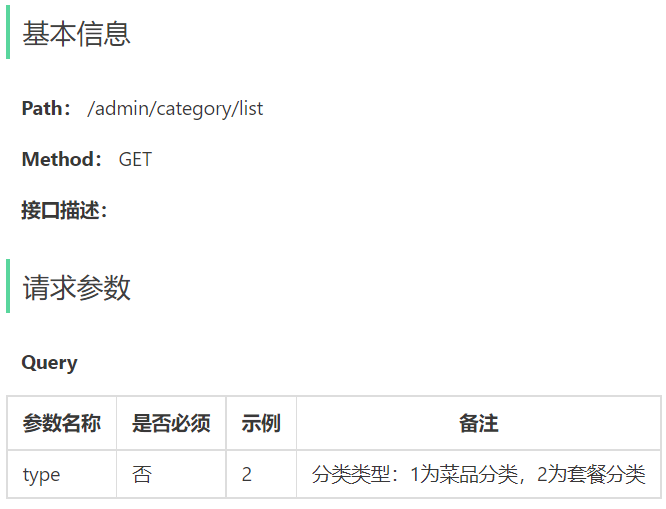 基本信息
Path： /admin/category/list
Method： GET
接口描述：
请求参数
Query
参数名称 是否必须 示例 备注
type 否 2 分类类型：1为菜品分类，2为套餐分类